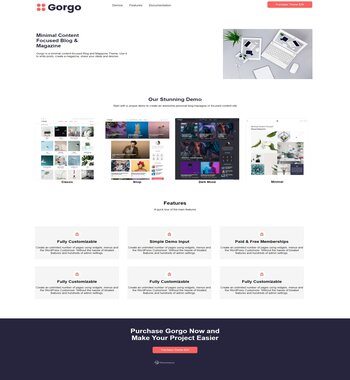 Gorgo
Demos Features Documentation
Purchase Theme $49
Minimal Content
Focused Blog &
Magazine
Gorgo is a minimal content-focused Blog and Magazine Theme. Use it
to write posts, create a magazine, share your ideas and stories.
Our Stunning Demo
Start with a unique demo to create an awesome personal blog magazine or focused content site
Classic
Blog
Dark Mood
Minimal
Features
A quick tour of the best features
Fully Customizable
Create an unlimited number of pages using widgets, menus and
the WordPress Customizer. Without the hassle of bloated
features and hundreds of admin settings.
Simple Demo Input
Create an unlimited number of pages using widgets, menus and
the WordPress Customizer. Without the hassle of bloated
features and hundreds of admin settings.
Paid & Free Memberships
Create an unlimited number of pages using widgets, menus and
the WordPress Customizer. Without the hassle of bloated
features and hundreds of admin settings.
Fully Customizable
Create an unlimited number of pages using widgets, menus and
the WordPress Customizer. Without the hassle of bloated
features and hundreds of admin settings.
Fully Customizable
Create an unlimited number of pages using widgets, menus and
the WordPress Customizer. Without the hassle of bloated
features and hundreds of admin settings.
Fully Customizable
Create an unlimited number of pages using widgets, menus and
the WordPress Customizer. Without the hassle of bloated
features and hundreds of admin settings.
Purchase Gorgo Now and
Make Your Project Easier